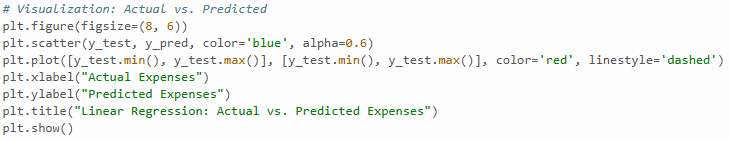 # Visualization: Actual vs. Predicted
plt.figure(figsize=(8, 6))
plt.scatter(y_test, y_pred, color='blue', alpha=0.6)
plt.plot([y_test.min(), y_test.max()], [y_test.min(), y_test.max()], color='red', linestyle='dashed')
plt.xlabel("Actual Expenses")
plt.ylabel("Predicted Expenses")
plt.title("Linear Regression: Actual vs. Predicted Expenses")
plt.show()